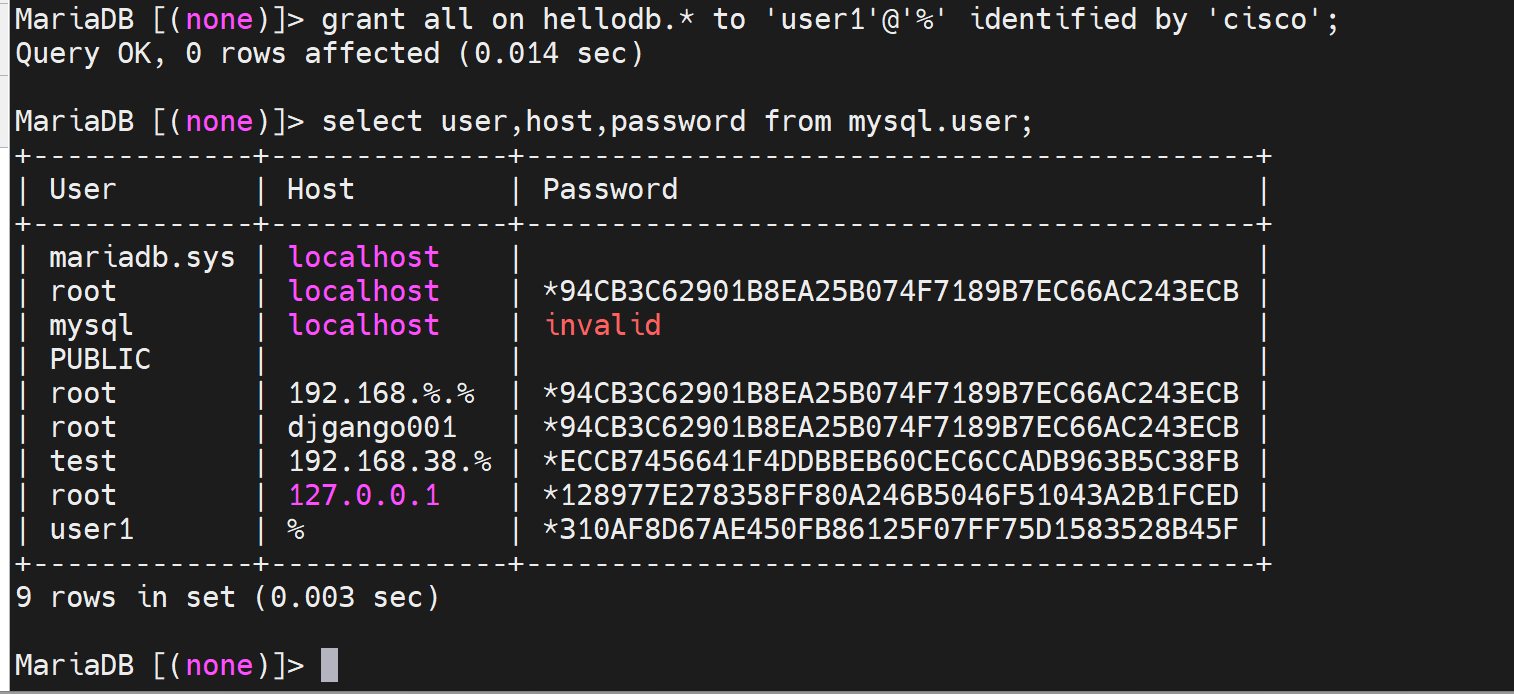 MariaDB [(none)]> grant all on hellodb.* to 'user1'@'%' identified by 'cisco';
Query OK, 0 rows affected (0.014 sec)
MariaDB [(none)]> select user,host,password from mysql.user;
+-------------+--------------+-------------------------------------------+
| User        | Host         | Password                                  |
+-------------+--------------+-------------------------------------------+
| mariadb.sys | localhost    |                                           |
| root        | localhost    | *94CB3C62901B8EA25B074F7189B7EC66AC243ECB |
| mysql       | localhost    | invalid                                   |
| PUBLIC      |              |                                           |
| root        | 192.168.%.%  | *94CB3C62901B8EA25B074F7189B7EC66AC243ECB |
| root        | djgango001   | *94CB3C62901B8EA25B074F7189B7EC66AC243ECB |
| test        | 192.168.38.% | *ECCB7456641F4DDBBEB60CEC6CCADB963B5C38FB |
| root        | 127.0.0.1    | *128977E278358FF80A246B5046F51043A2B1FCED |
| user1       | %            | *310AF8D67AE450FB86125F07FF75D1583528B45F |
+-------------+--------------+-------------------------------------------+
9 rows in set (0.003 sec)
MariaDB [(none)]>